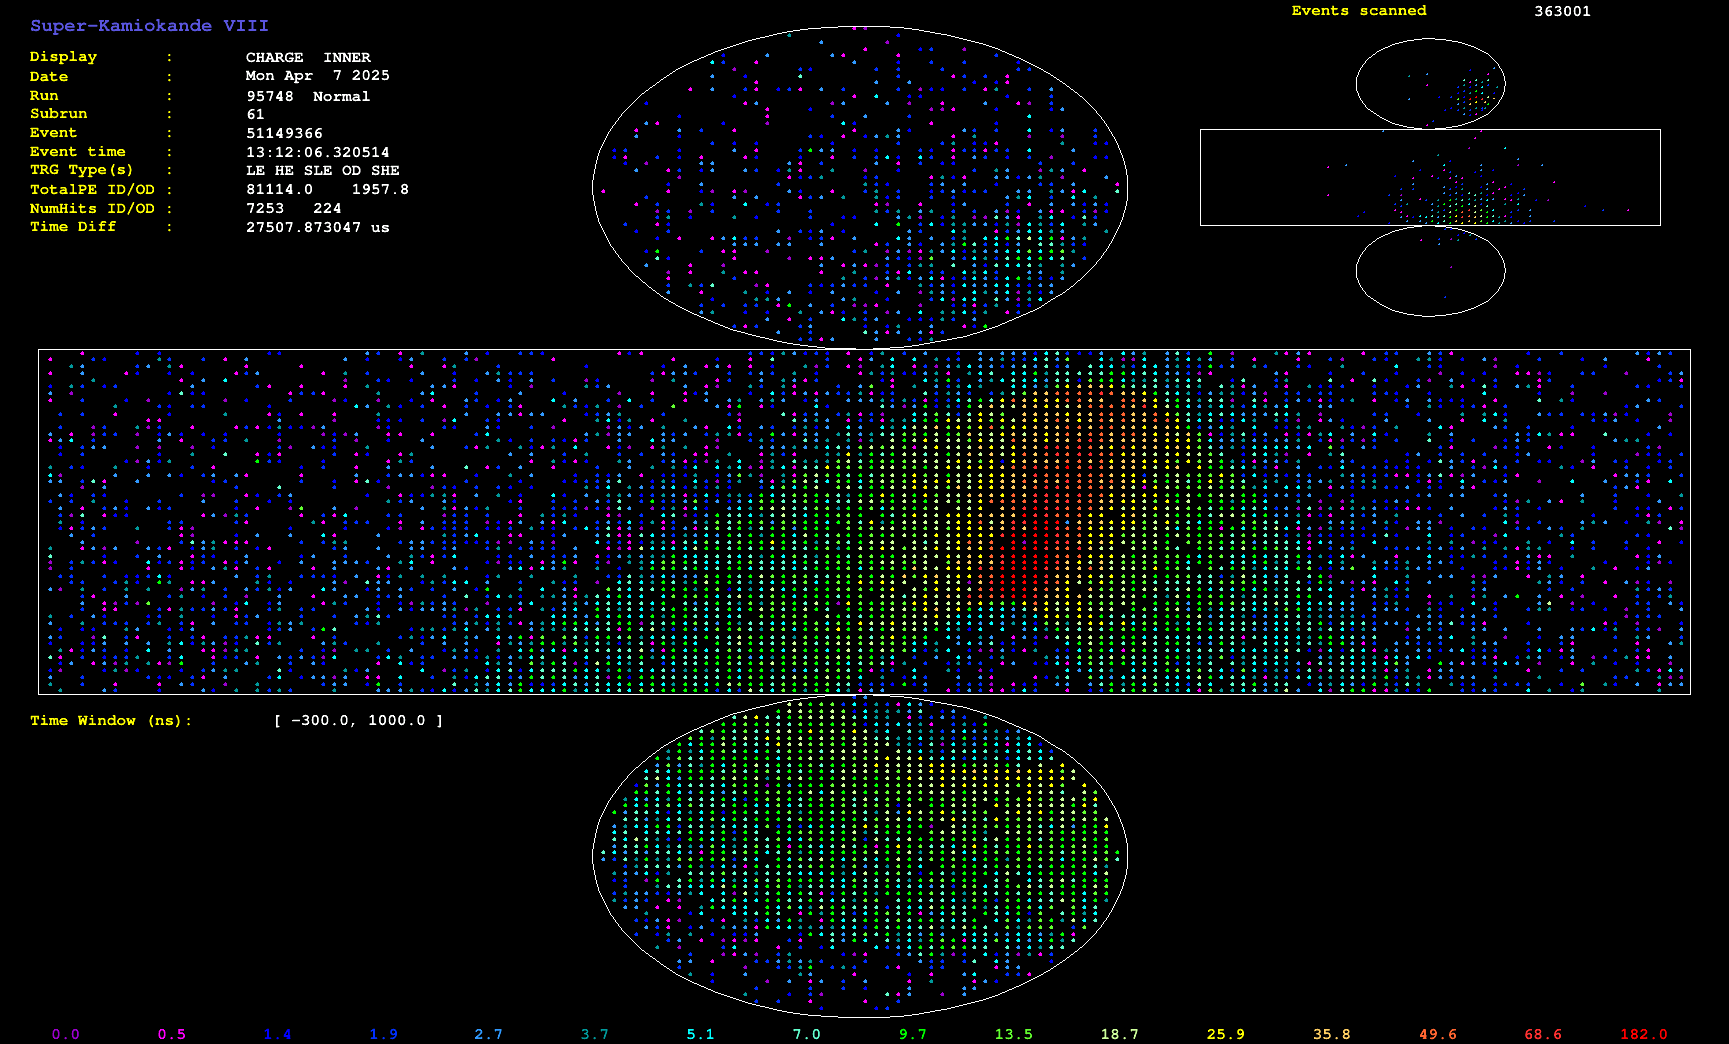 Super-Kamiokande VIII
Events scanned 363001
Display : CHARGE INNER
Date : Mon Apr 7 2025
Run : 95748 Normal
Subrun : 61
Event : 51149366
Event time : 13:12:06.320514
TRG Type(s) : LE HE SLE OD SHE
TotalPE ID/OD : 81114.0 1957.8
NumHits ID/OD : 7253 224
Time Diff : 27507.873047 us
Time Window (ns): [ -300.0, 1000.0 ]
0.0 0.5 1.4 1.9 2.7 3.7 5.1 7.0 9.7 13.5 18.7 25.9 35.8 49.6 68.6 182.0